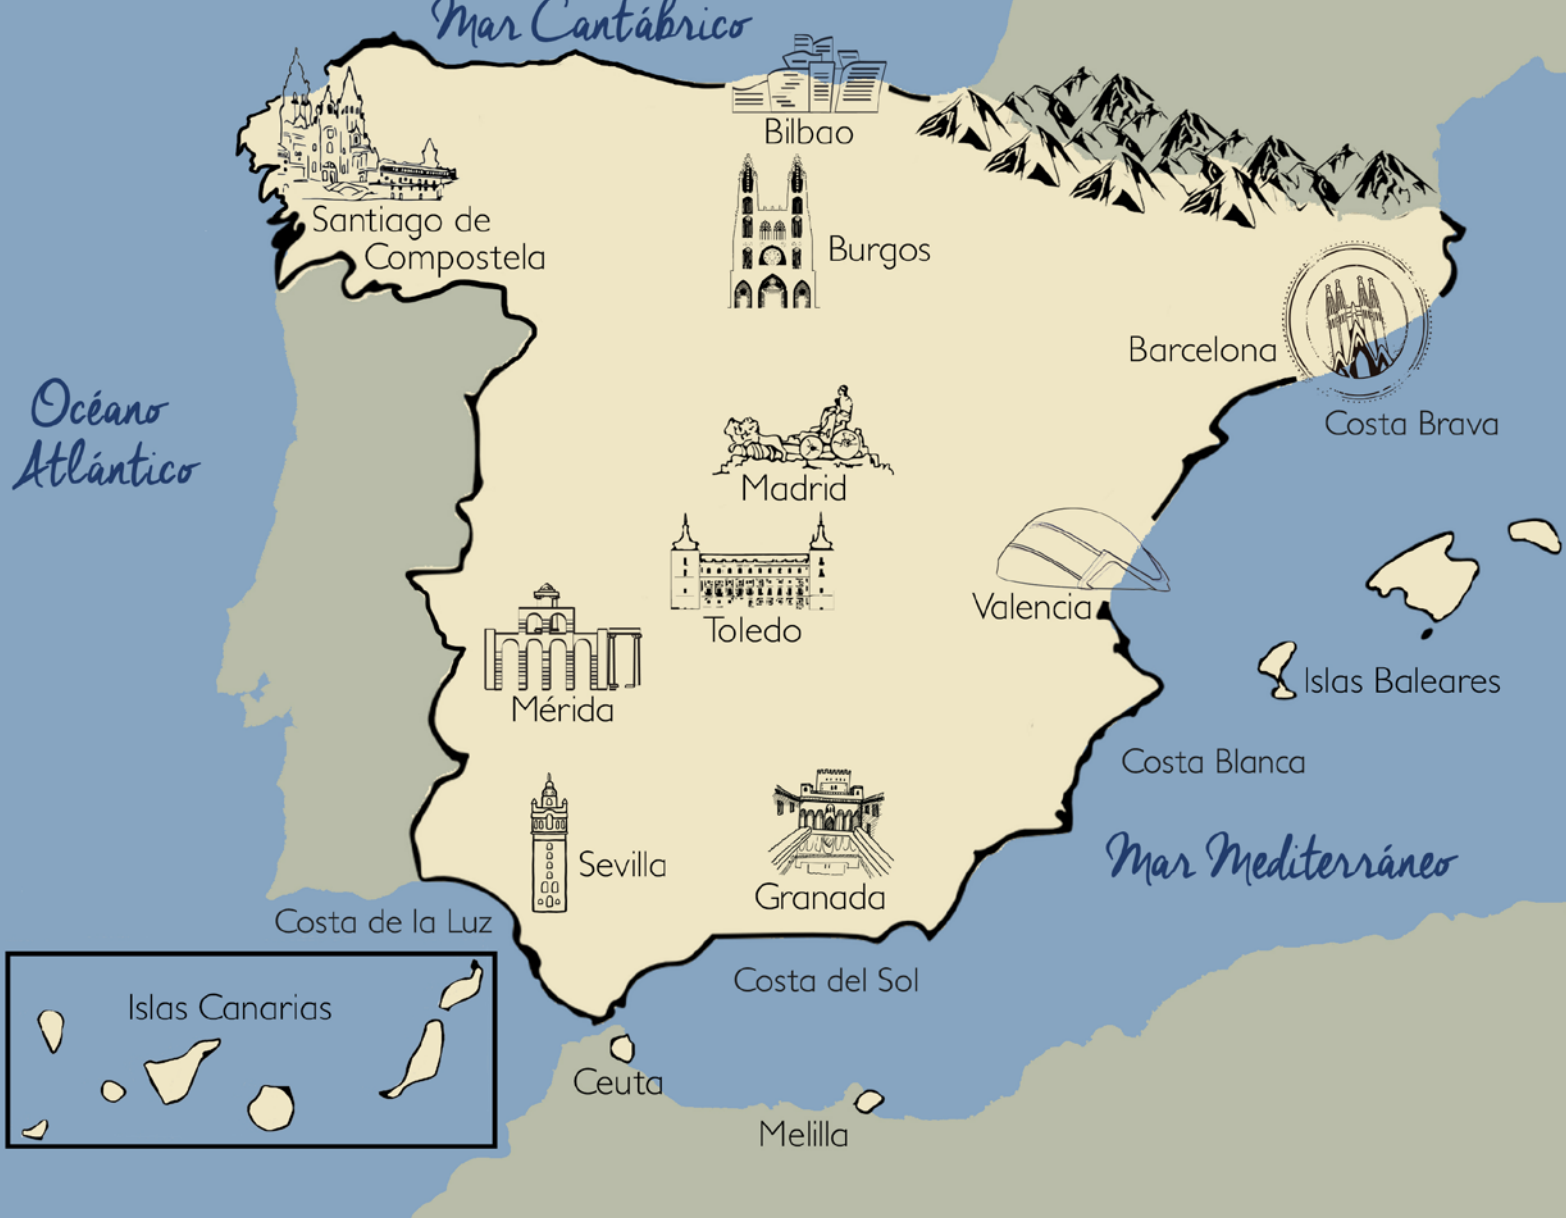 Mar Cantábrico
Bilbao
Santiago de
Compostela
Burgos
Barcelona
Océano
Atlántico
Costa Brava
Madrid
Valencia
Toledo
Islas Baleares
Mérida
Costa Blanca
Mar Mediterráneo
Sevilla
Granada
Costa de la Luz
Costa del Sol
Islas Canarias
Ceuta
Melilla